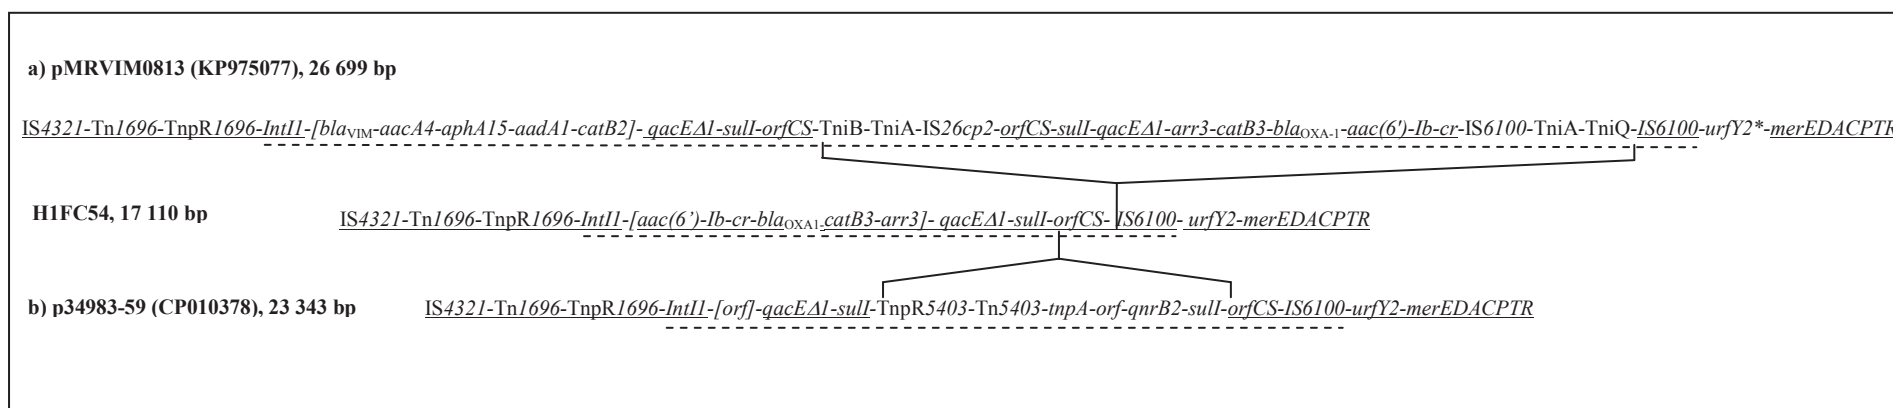 a) pMRVIM0813 (KP975077), 26 699 bp
IS4321-Tn1696-TnpR1696-IntI1-[blaVIM-aacA4-aphA15-aadA1-catB2]- qacEΔ1-sulI-orfCS-TniB-TniA-IS26cp2-orfCS-sulI-qacEΔ1-arr3-catB3-blaOXA-1-aac(6')-Ib-cr-IS6100-TniA-TniQ-IS6100-urfY2*-merEDACPTR
H1FC54, 17 110 bp IS4321-Tn1696-TnpR1696-IntI1-[aac(6’)-Ib-cr-blaOXA1-catB3-arr3]- qacEΔ1-sulI-orfCS- IS6100- urfY2-merEDACPTR
b) p34983-59 (CP010378), 23 343 bp IS4321-Tn1696-TnpR1696-IntI1-[orf]-qacEΔ1-sulI-TnpR5403-Tn5403-tnpA-orf-qnrB2-sulI-orfCS-IS6100-urfY2-merEDACPTR